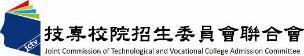 jctv
技專校院招生委員會聯合會
Joint Commission of Technological and Vocational College Admission Committee